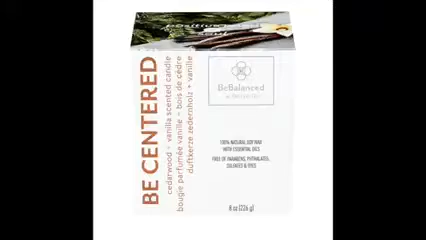 BE CENTERED
cedarwood + vanilla scented candle
bougie parfumée vanille + bois de cèdre
duftkerze zedernholz + vanille
BeBalanced
100% NATURAL SOY WAX
WITH ESSENTIAL OILS
FREE OF PARABENS, PHTHALATES,
SULFATES & DYES
8 oz (226 g)